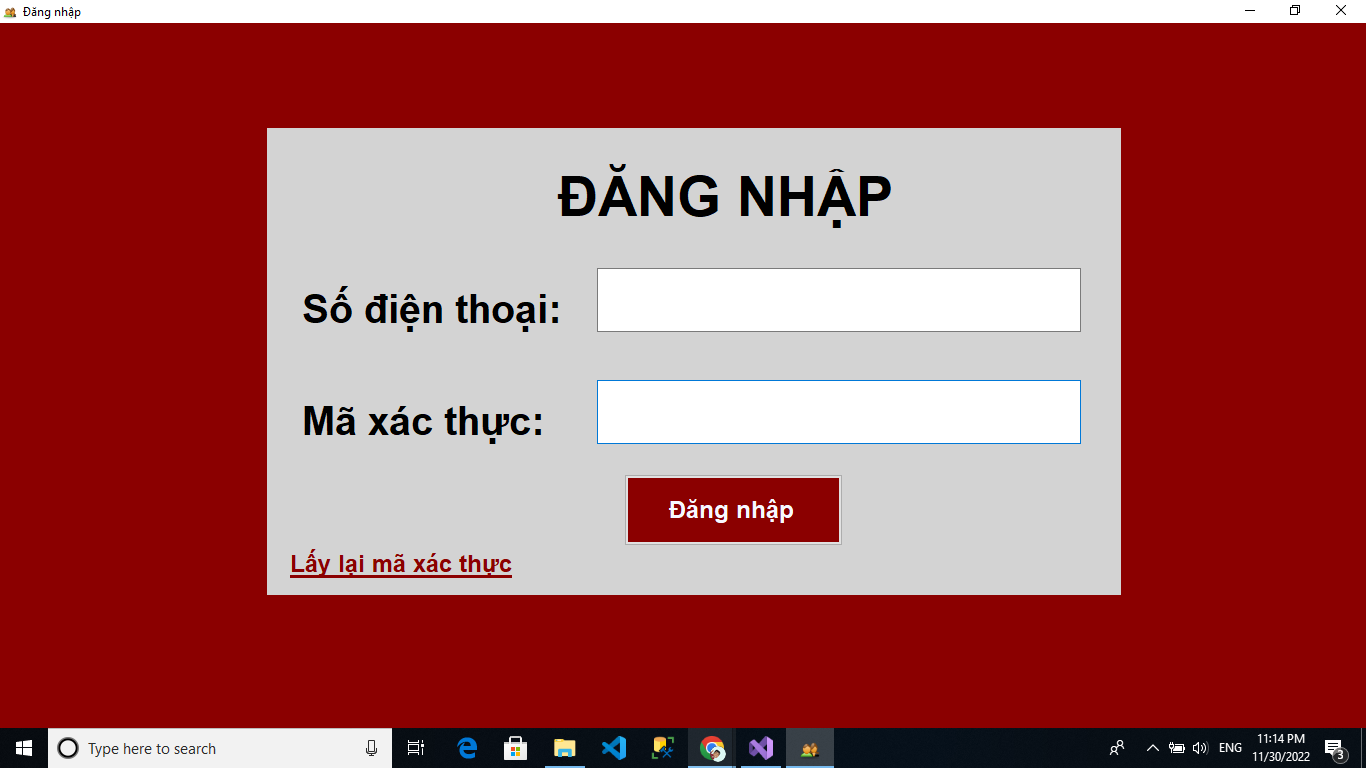 Đăng nhập
ĐĂNG NHẬP
Số điện thoại:
Mã xác thực:
Đăng nhập
Lấy lại mã xác thực
Type here to search
ENG
11:14 PM
11/30/2022
3